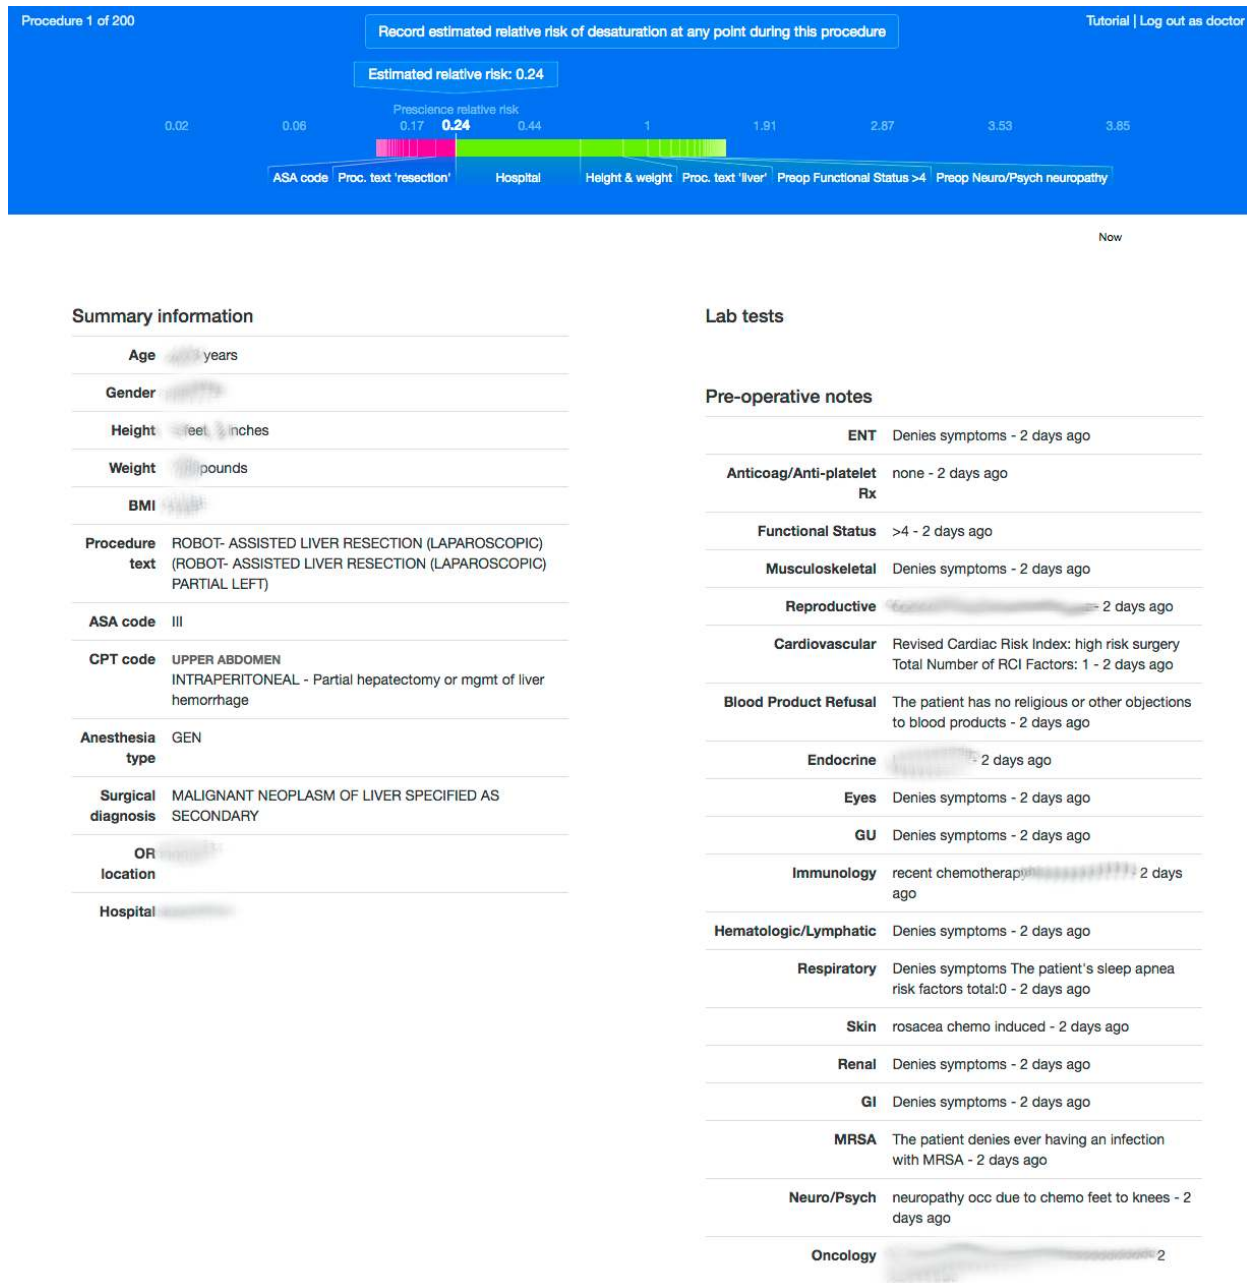 Procedure 1 of 200
Record estimated relative risk of desaturation at any point during this procedure
Tutorial | Log out as doctor
Estimated relative risk: 0.24
Prescience relative risk
0.02 0.06 0.17 0.24 0.44 1 1.91 2.87 3.53 3.85
ASA code Proc. text 'resection' Hospital Height & weight Proc. text 'liver' Preop Functional Status >4 Preop Neuro/Psych neuropathy
Now
Summary information
Age years
Gender
Height feet, inches
Weight pounds
BMI
Procedure text ROBOT- ASSISTED LIVER RESECTION (LAPAROSCOPIC)
(ROBOT- ASSISTED LIVER RESECTION (LAPAROSCOPIC)
PARTIAL LEFT)
ASA code III
CPT code UPPER ABDOMEN
INTRAPERITONEAL - Partial hepatectomy or mgmt of liver
hemorrhage
Anesthesia type GEN
Surgical diagnosis MALIGNANT NEOPLASM OF LIVER SPECIFIED AS
SECONDARY
OR location
Hospital
Lab tests
Pre-operative notes
ENT Denies symptoms - 2 days ago
Anticoag/Anti-platelet Rx none - 2 days ago
Functional Status >4 - 2 days ago
Musculoskeletal Denies symptoms - 2 days ago
Reproductive - 2 days ago
Cardiovascular Revised Cardiac Risk Index: high risk surgery
Total Number of RCI Factors: 1 - 2 days ago
Blood Product Refusal The patient has no religious or other objections
to blood products - 2 days ago
Endocrine - 2 days ago
Eyes Denies symptoms - 2 days ago
GU Denies symptoms - 2 days ago
Immunology recent chemotherapy - 2 days
ago
Hematologic/Lymphatic Denies symptoms - 2 days ago
Respiratory Denies symptoms The patient's sleep apnea
risk factors total:0 - 2 days ago
Skin rosacea chemo induced - 2 days ago
Renal Denies symptoms - 2 days ago
GI Denies symptoms - 2 days ago
MRSA The patient denies ever having an infection
with MRSA - 2 days ago
Neuro/Psych neuropathy occ due to chemo feet to knees - 2
days ago
Oncology 2